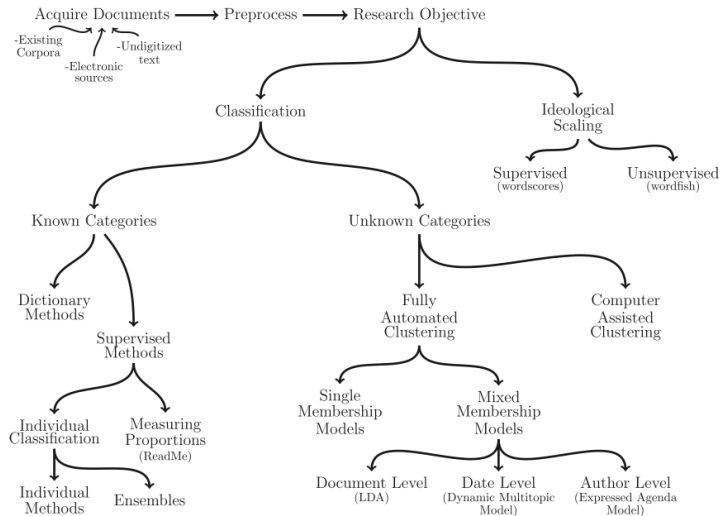 Acquire Documents
Preprocess
Research Objective
-Existing
Corpora
-Electronic
sources
-Undigitized
text
Classification
Ideological
Scaling
Supervised
(wordscores)
Unsupervised
(wordfish)
Known Categories
Unknown Categories
Dictionary
Methods
Supervised
Methods
Fully
Automated
Clustering
Computer
Assisted
Clustering
Individual
Classification
Measuring
Proportions
(ReadMe)
Single
Membership
Models
Mixed
Membership
Models
Individual
Methods
Ensembles
Document Level
(LDA)
Date Level
(Dynamic Multitopic
Model)
Author Level
(Expressed Agenda
Model)